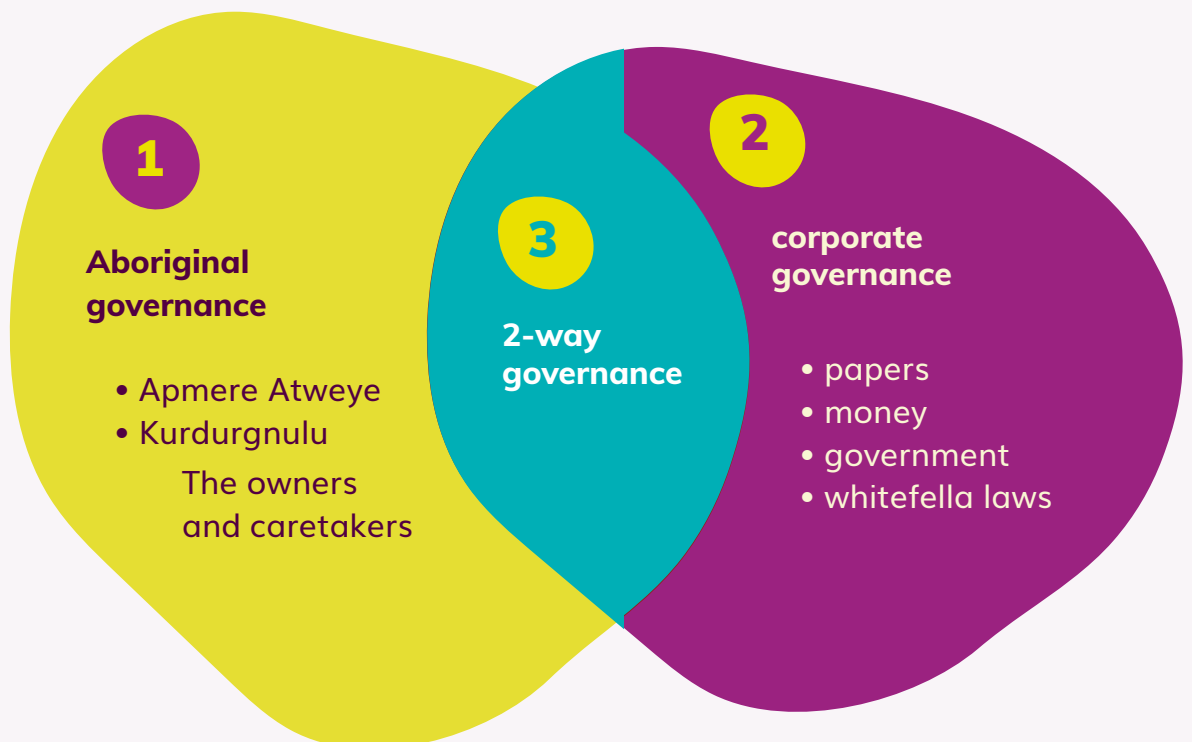 1
Aboriginal
governance
• Apmere Atweye
• Kurdurgnulu
The owners
and caretakers
3
2-way
governance
2
corporate
governance
• papers
• money
• government
• whitefella laws